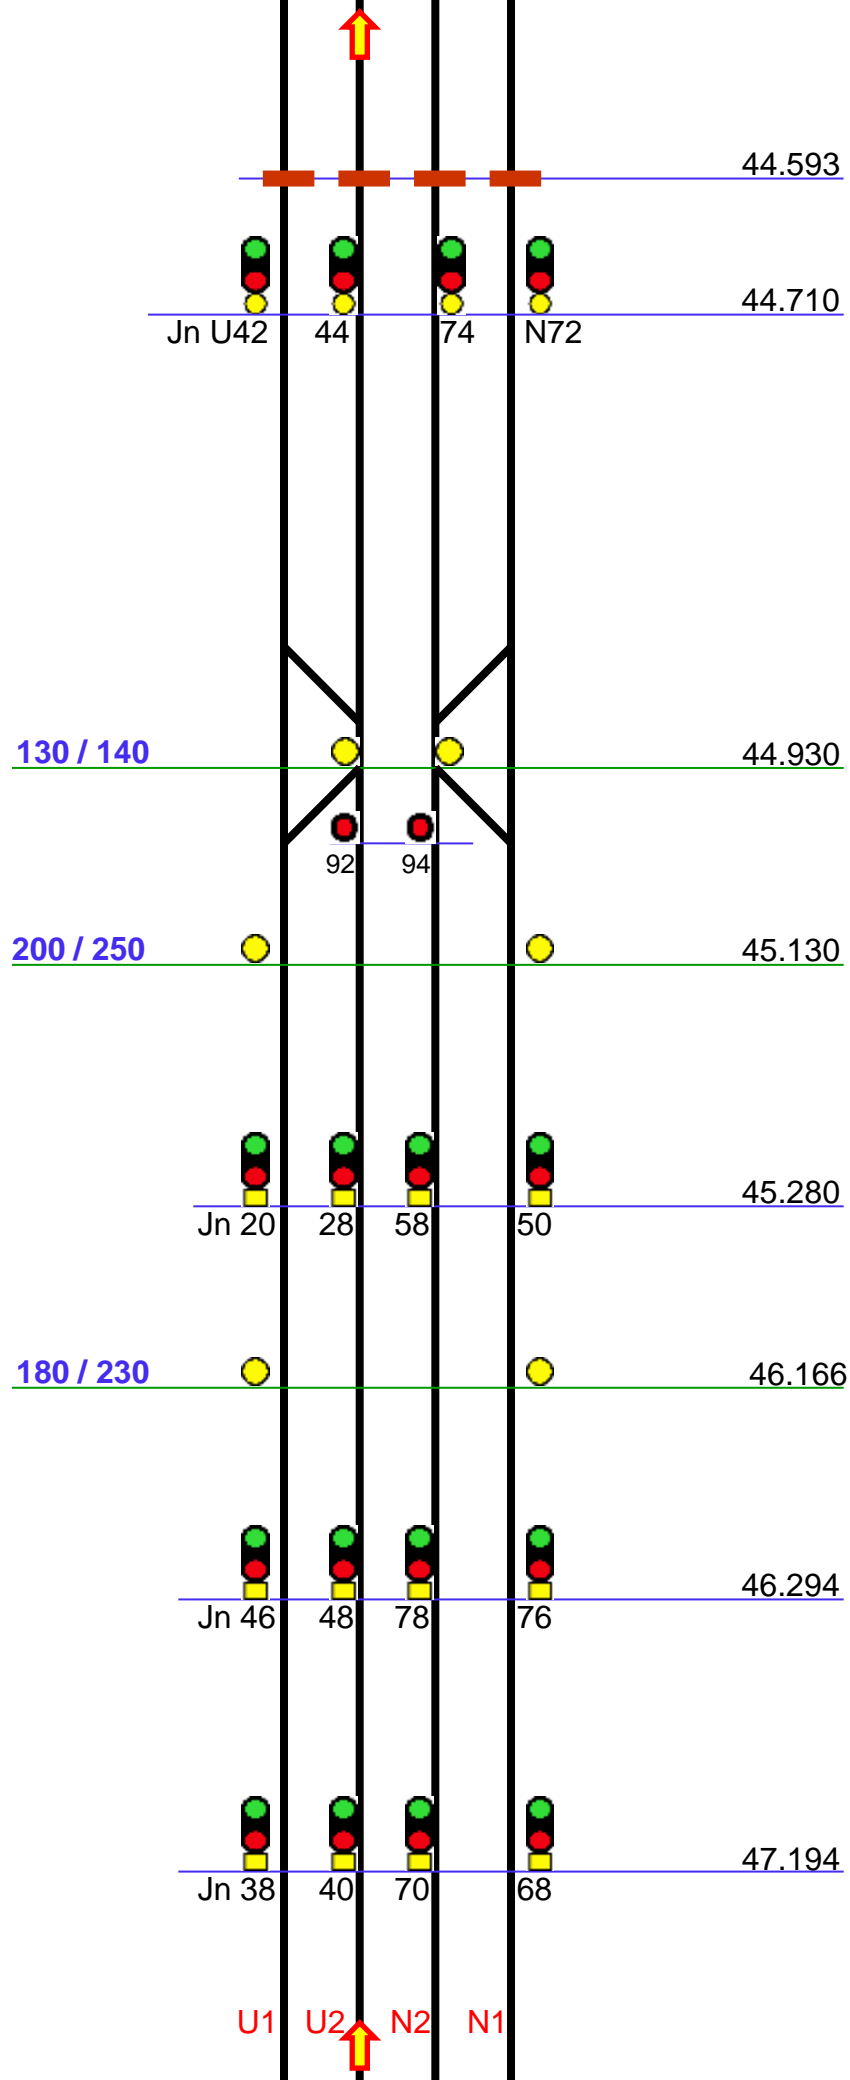 44.593
44.710
Jn U42 44 74 N72
130 / 140 44.930
92 94
200 / 250 45.130
45.280
Jn 20 28 58 50
180 / 230 46.166
46.294
Jn 46 48 78 76
47.194
Jn 38 40 70 68
U1 U2 N2 N1